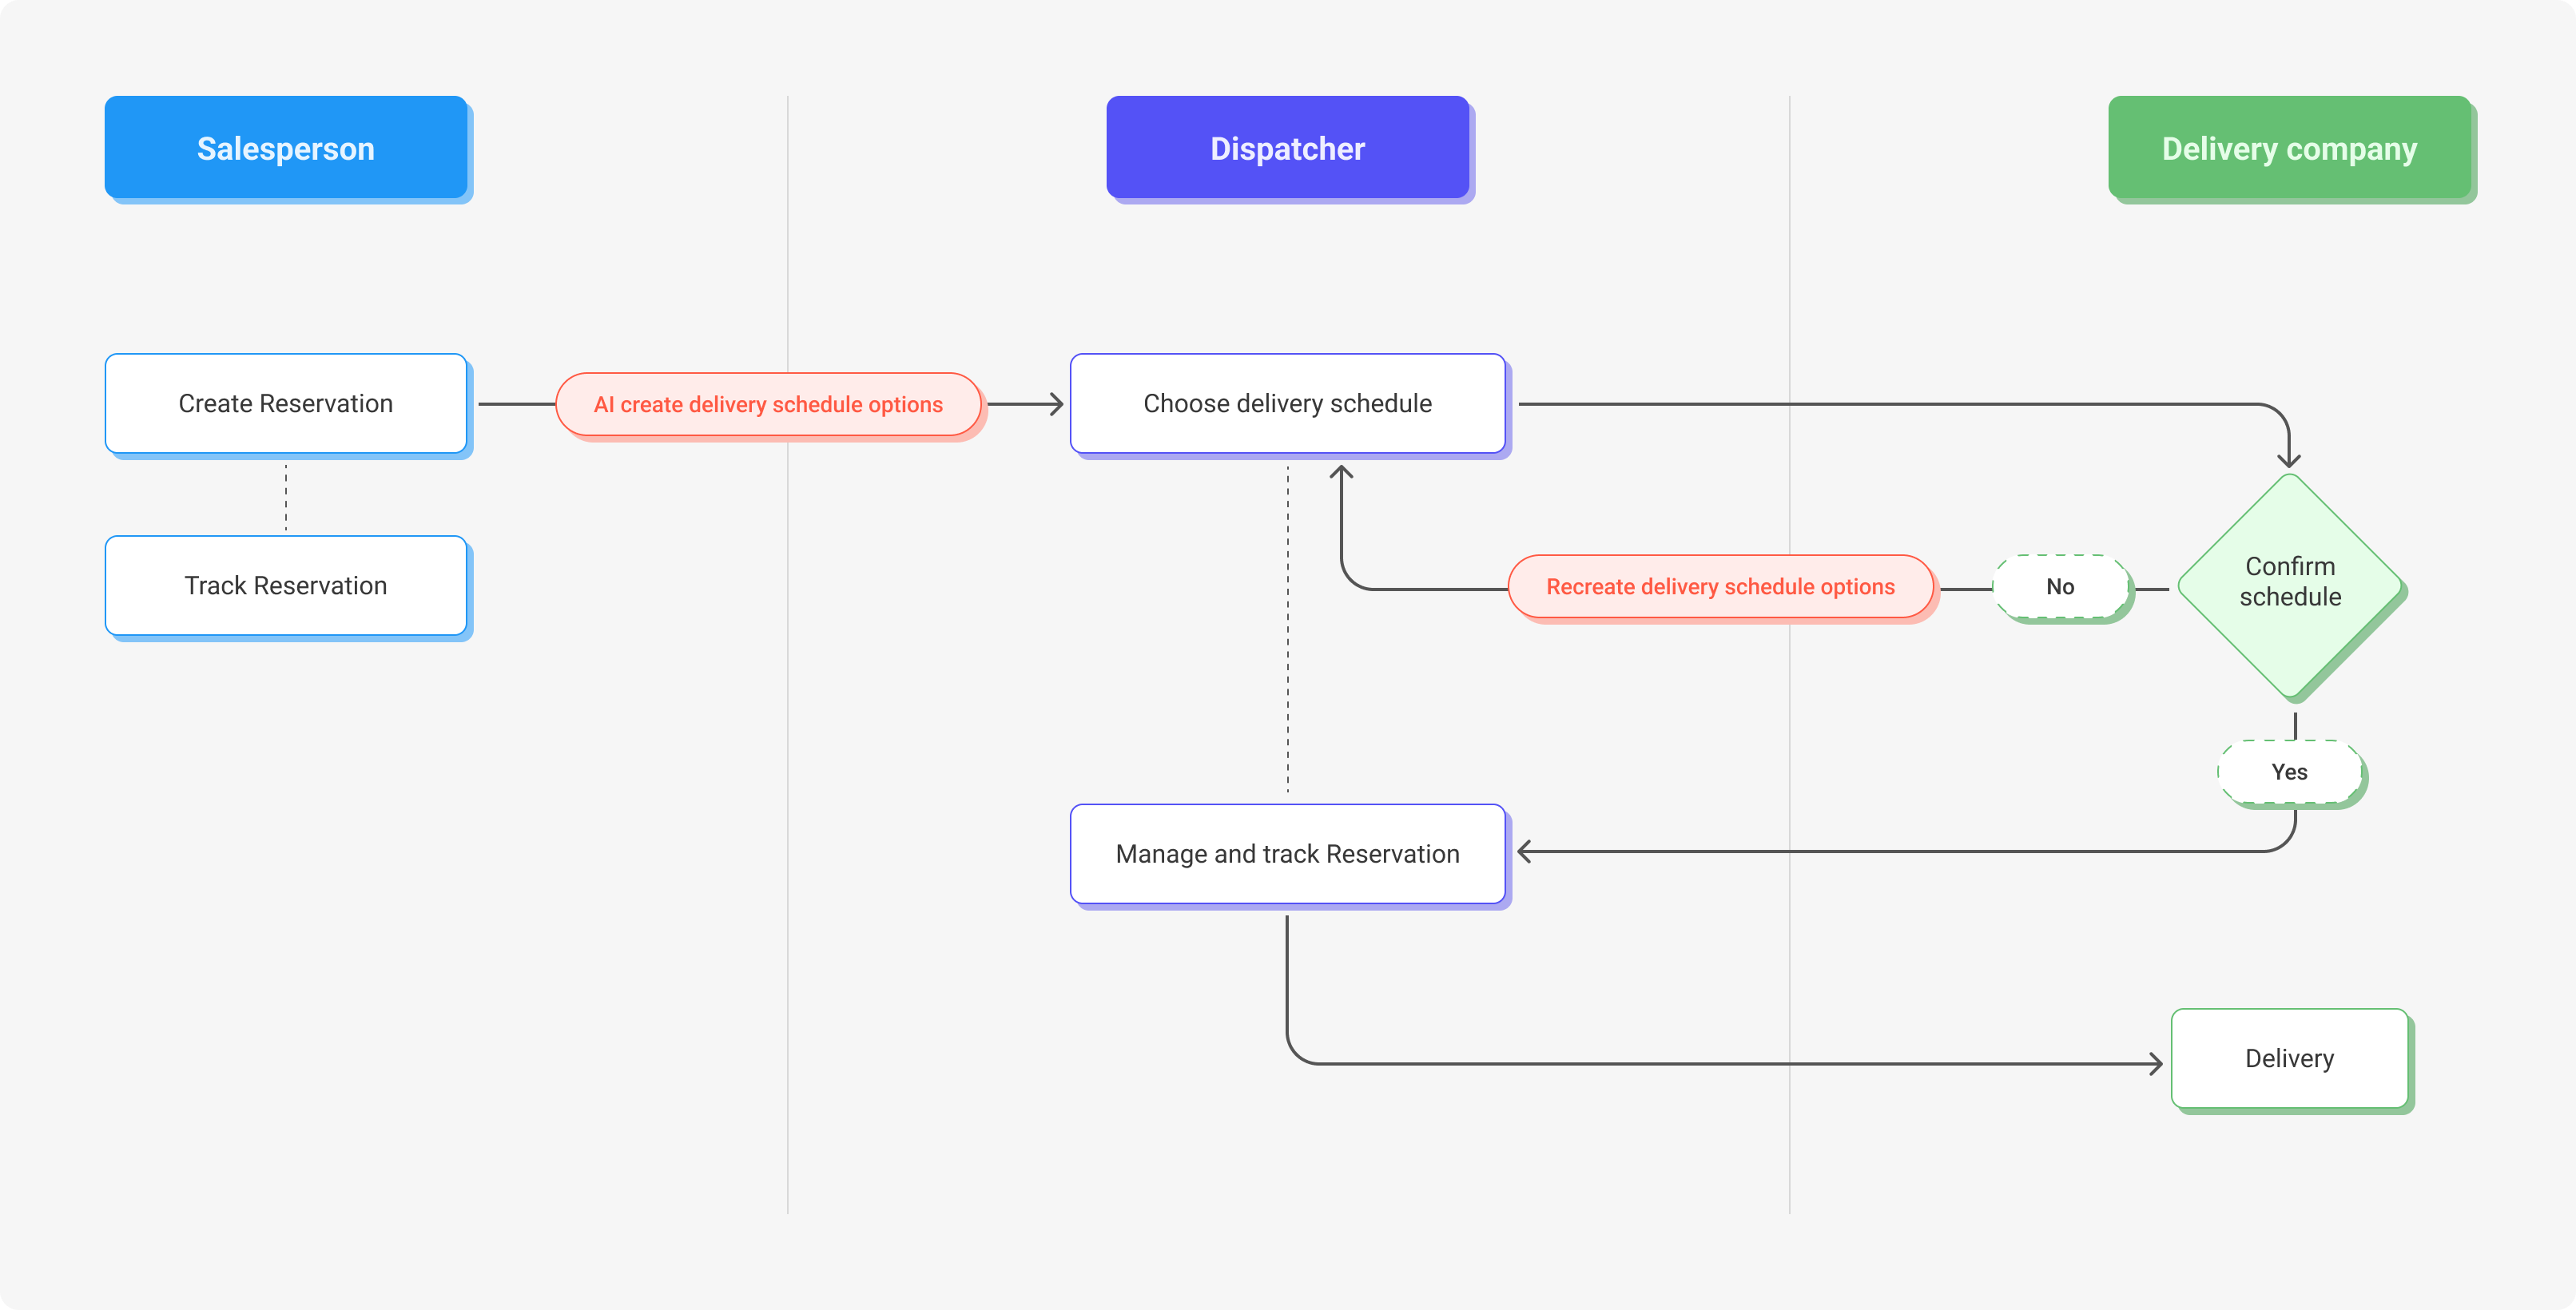 Salesperson
Dispatcher
Delivery company
Create Reservation
AI create delivery schedule options
Choose delivery schedule
Track Reservation
Recreate delivery schedule options
No
Confirm
schedule
Yes
Manage and track Reservation
Delivery